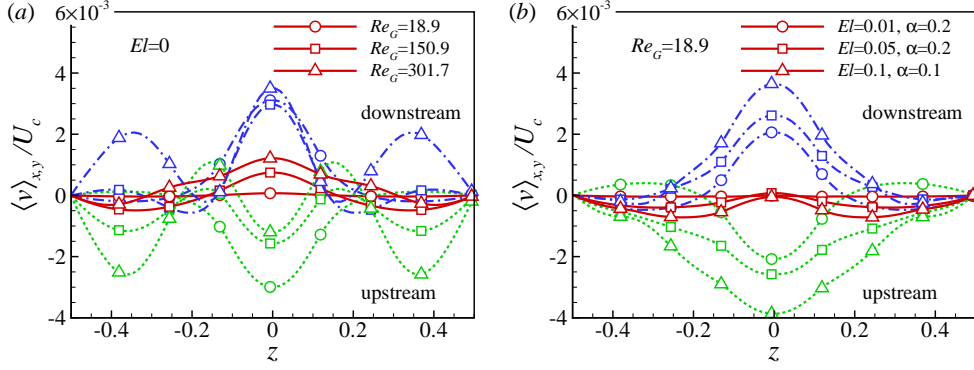 (a)
6×10⁻³
El=0
Re_G=18.9
Re_G=150.9
Re_G=301.7
downstream
upstream
4
2
0
-2
-4
⟨v⟩_{x,y}/U_c
-0.4
-0.2
0
0.2
0.4
z
(b)
6×10⁻³
Re_G=18.9
El=0.01, α=0.2
El=0.05, α=0.2
El=0.1, α=0.1
downstream
upstream
4
2
0
-2
-4
⟨v⟩_{x,y}/U_c
-0.4
-0.2
0
0.2
0.4
z